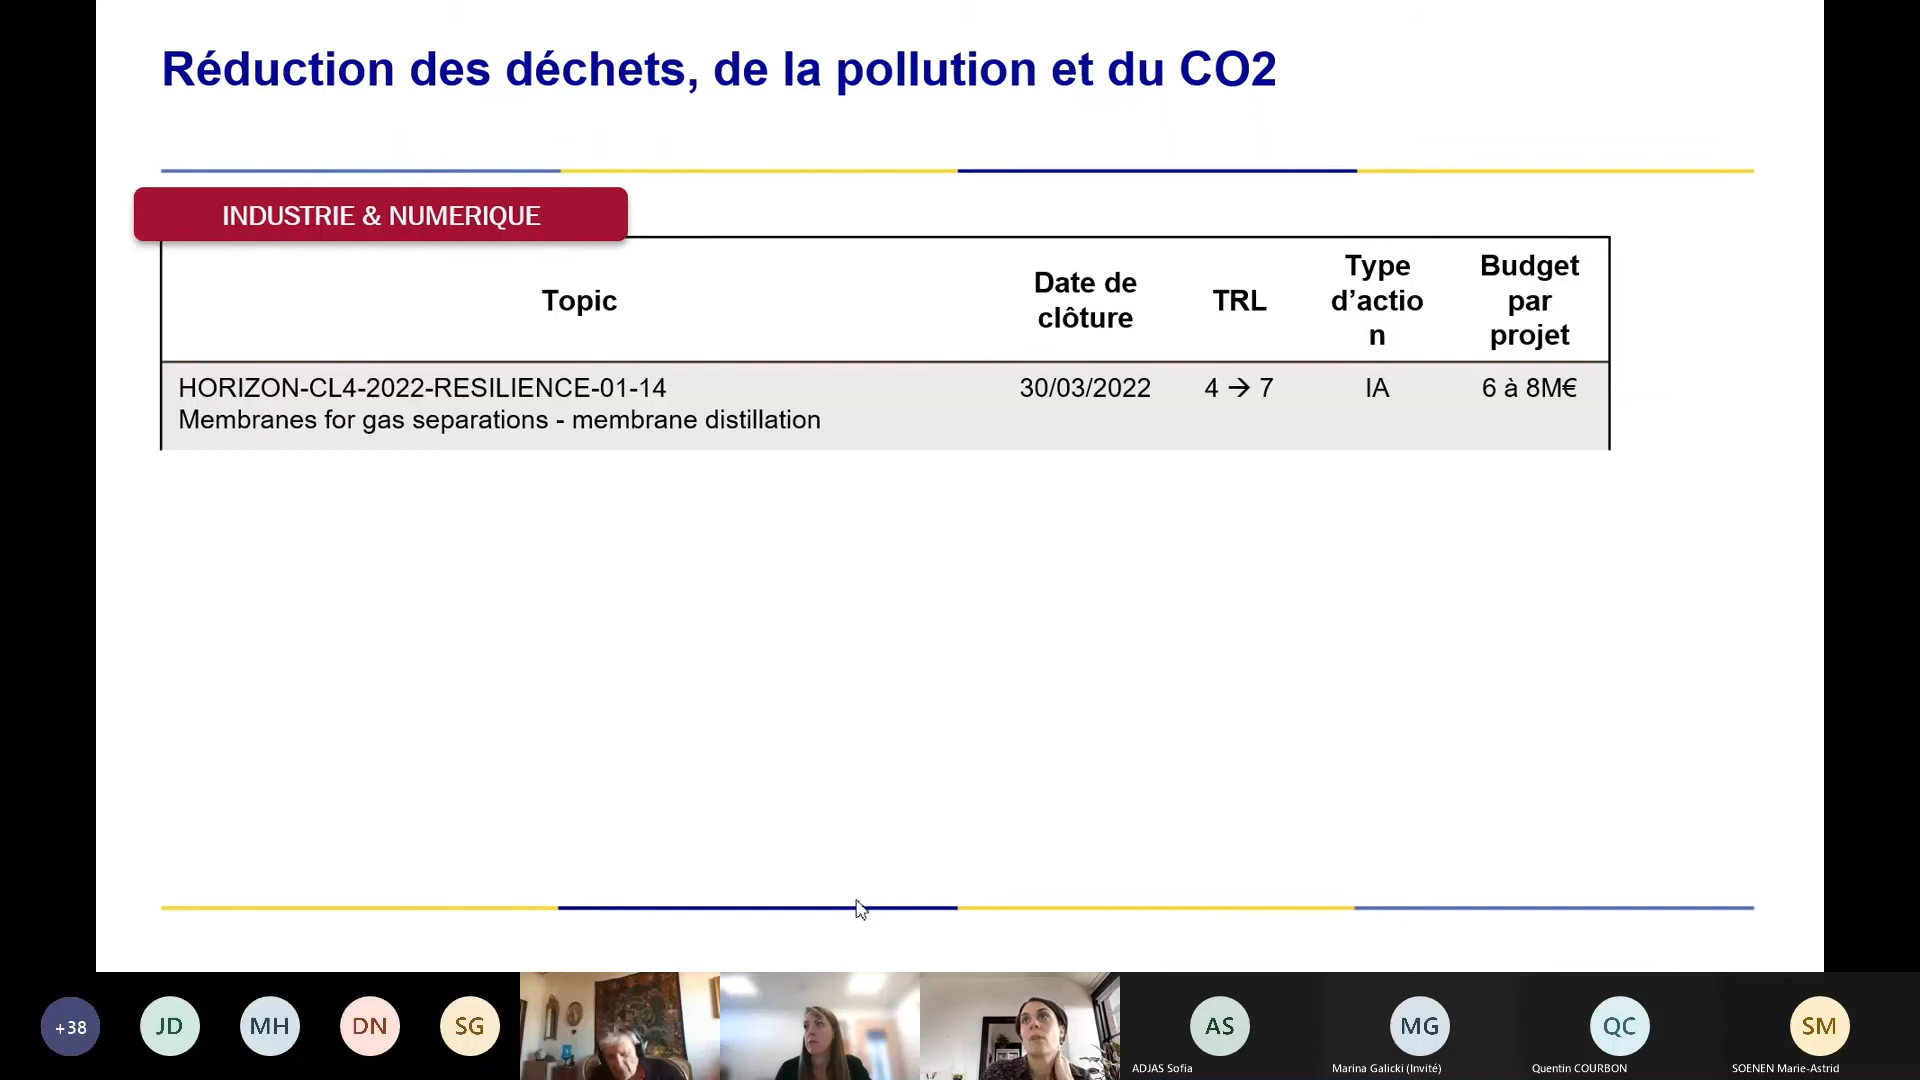 Réduction des déchets, de la pollution et du CO2
INDUSTRIE & NUMERIQUE
Topic
Date de
clôture
TRL
Type
d’actio
n
Budget
par
projet
HORIZON-CL4-2022-RESILIENCE-01-14
Membranes for gas separations - membrane distillation
30/03/2022
4 → 7
IA
6 à 8M€
+38
JD
MH
DN
SG
AS
MG
QC
SM
ADJAS Sofia
Marina Galicki (Invité)
Quentin COURBON
SOENEN Marie-Astrid